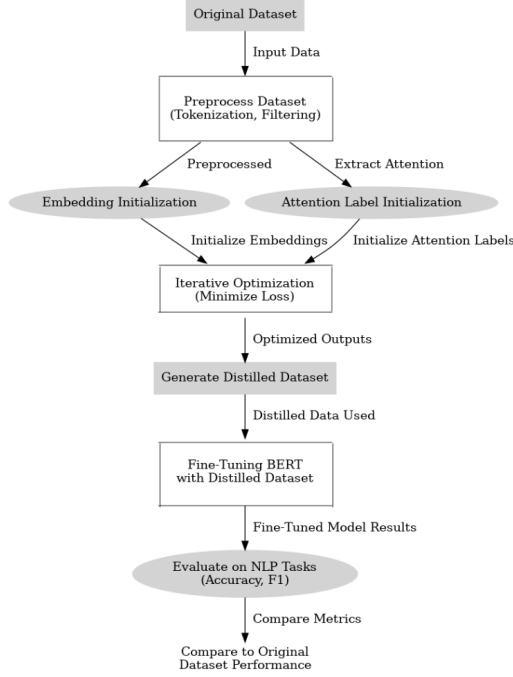 Original Dataset
Input Data
Preprocess Dataset
(Tokenization, Filtering)
Preprocessed
Extract Attention
Embedding Initialization
Attention Label Initialization
Initialize Embeddings
Initialize Attention Labels
Iterative Optimization
(Minimize Loss)
Optimized Outputs
Generate Distilled Dataset
Distilled Data Used
Fine-Tuning BERT
with Distilled Dataset
Fine-Tuned Model Results
Evaluate on NLP Tasks
(Accuracy, F1)
Compare Metrics
Compare to Original
Dataset Performance